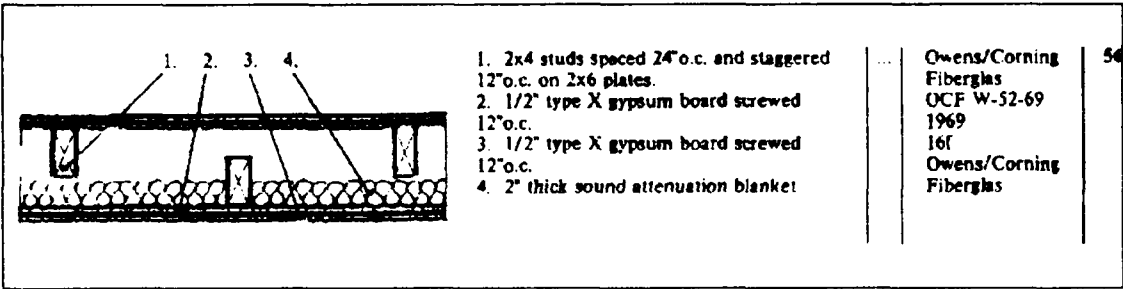 1. 2. 3. 4.
1. 2x4 studs spaced 24"o.c. and staggered
12"o.c. on 2x6 plates.
2. 1/2" type X gypsum board screwed
12"o.c.
3. 1/2" type X gypsum board screwed
12"o.c.
4. 2" thick sound attenuation blanket
...
Owens/Corning
Fiberglas
OCF W-52-69
1969
Owens/Corning
Fiberglas